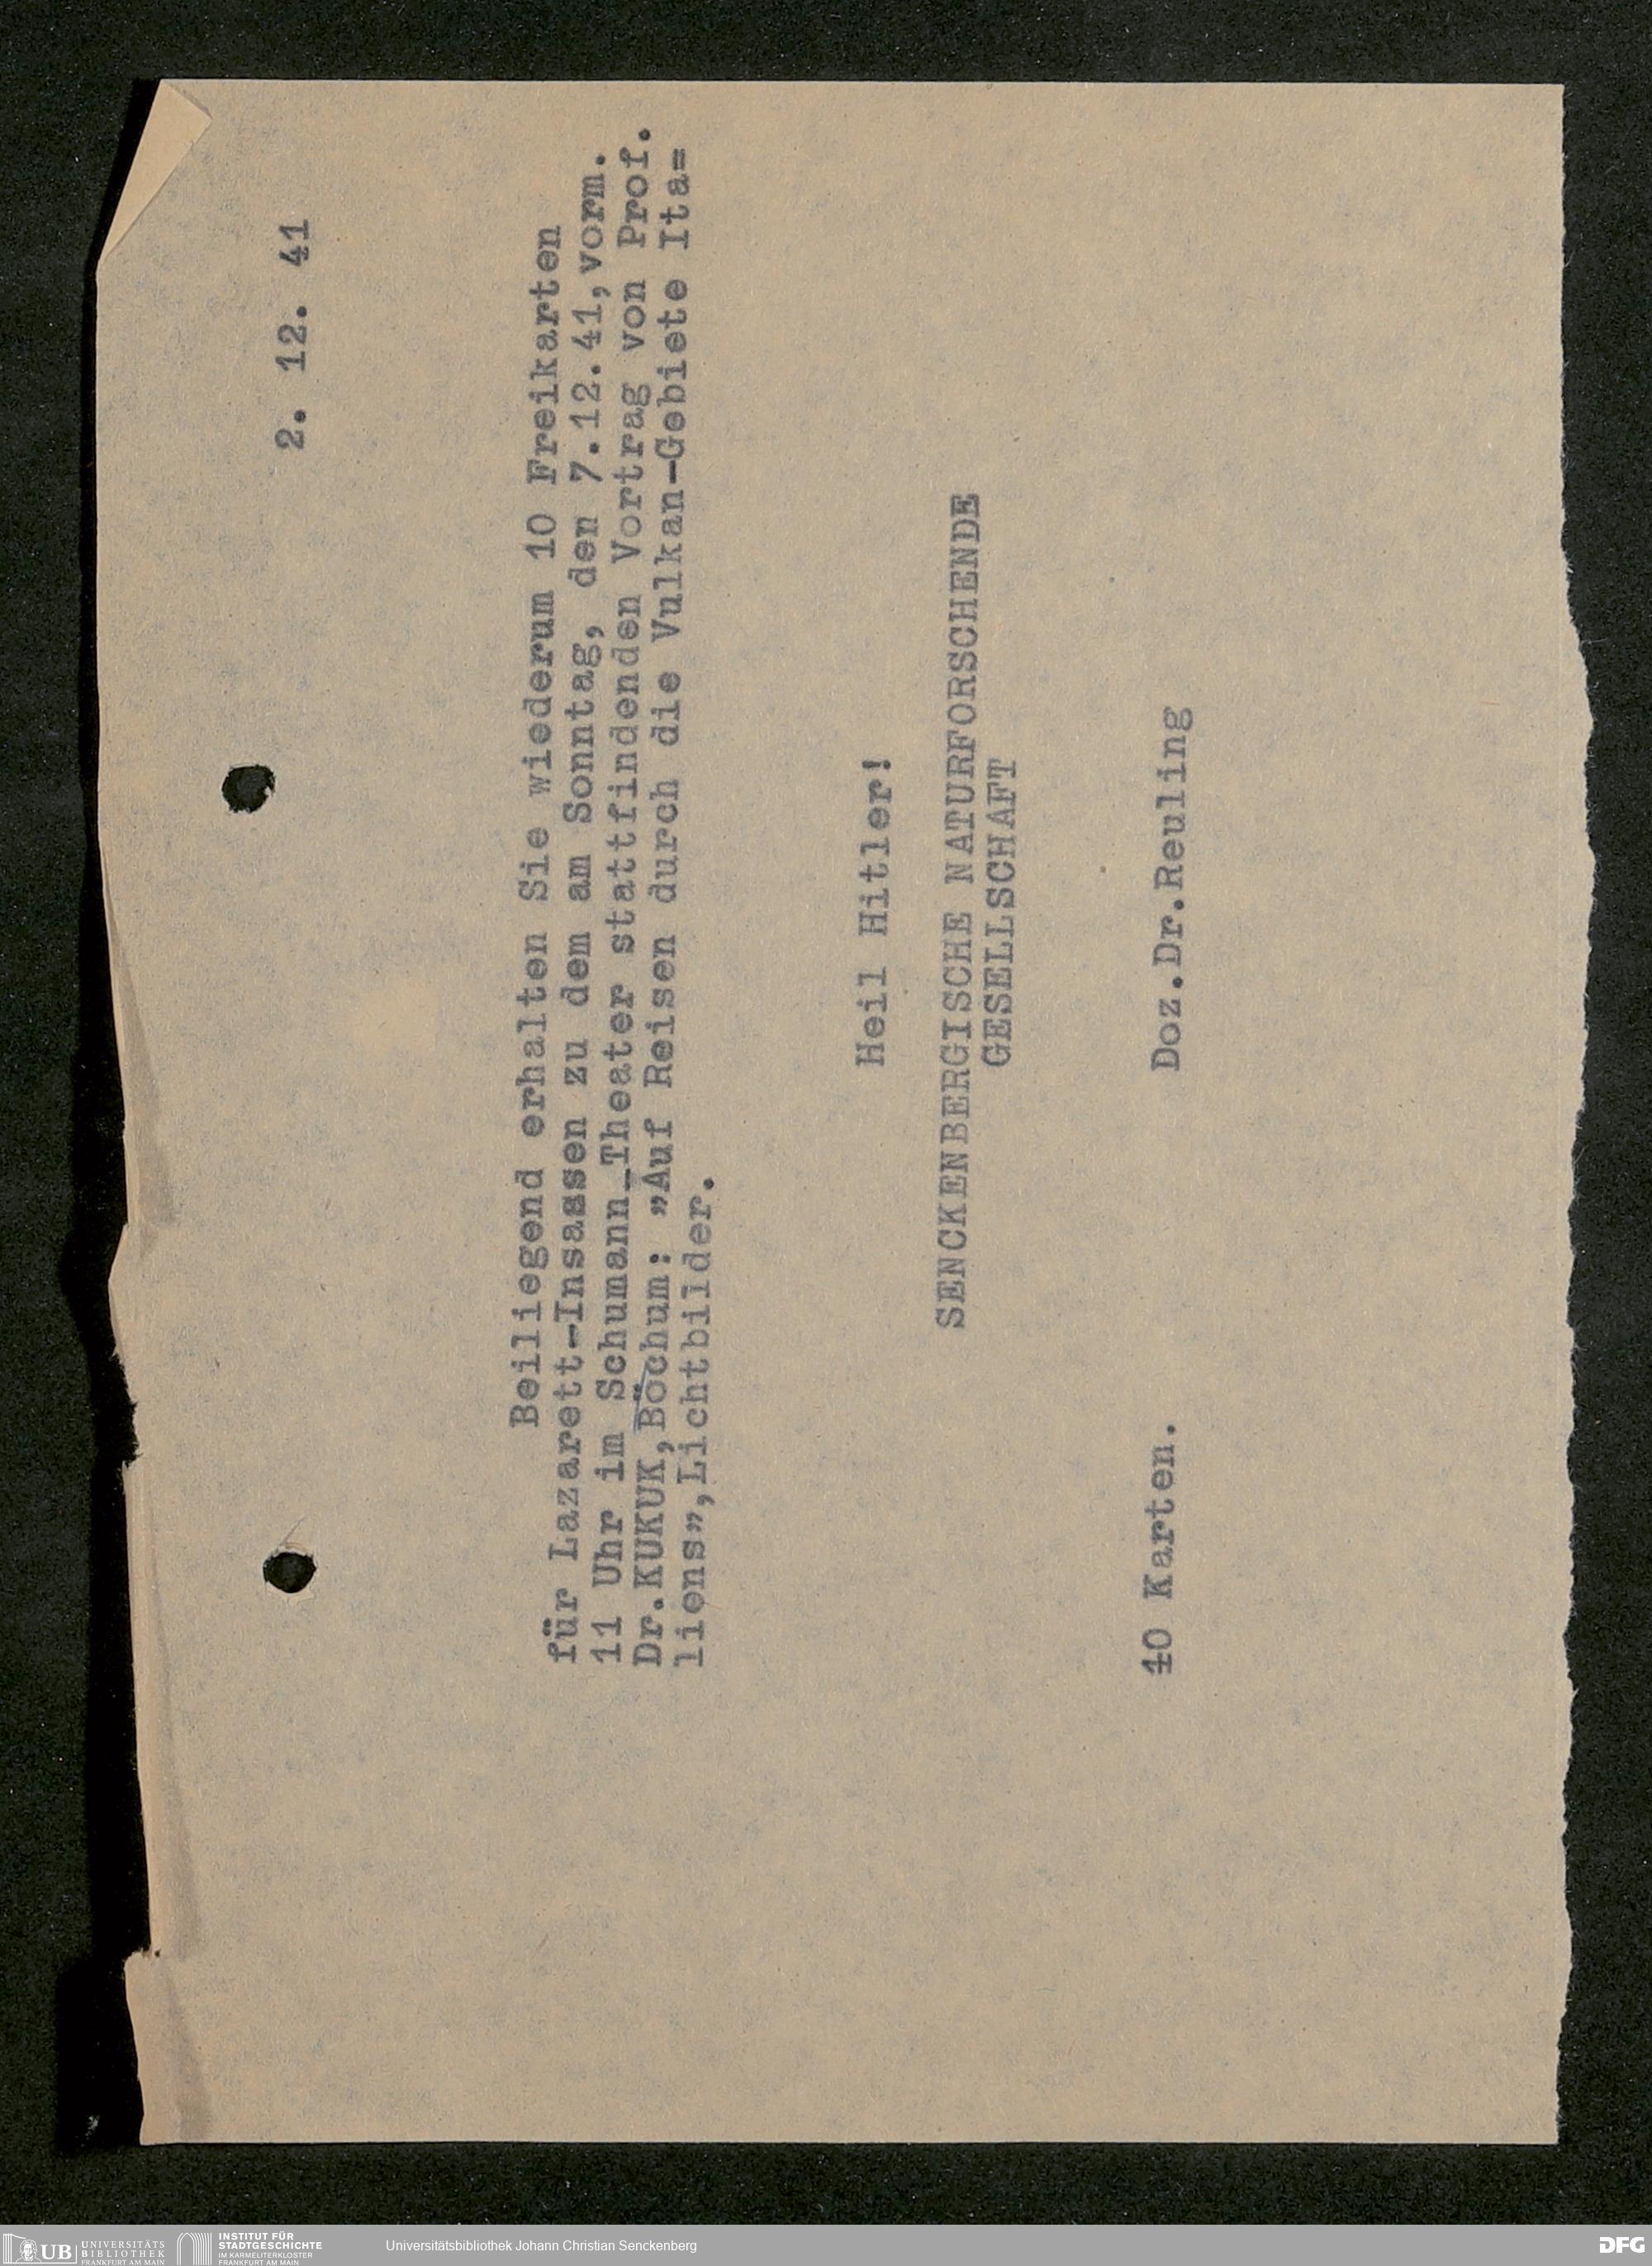 2. 12. 41
Beiliegend erhalten Sie wiederum 10 Freikarten
für Lazarett-Insassen zu dem am Sonntag, den 7.12.41,vorm.
11 Uhr im Schumann-Theater stattfindenden Vortrag von Prof.
Dr.KUKUK,Böchum: "Auf Reisen durch die Vulkan-Gebiete Ita=
liens",Lichtbilder.
Heil Hitler!
SENCKENBERGISCHE NATURFORSCHENDE
GESELLSCHAFT
10 Karten. Doz.Dr.Reuling
UB UNIVERSITÄTS
BIBLIOTHEK
FRANKFURT AM MAIN
INSTITUT FÜR
STADTGESCHICHTE
IM KARMELITERKLOSTER
FRANKFURT AM MAIN
Universitätsbibliothek Johann Christian Senckenberg
DFG